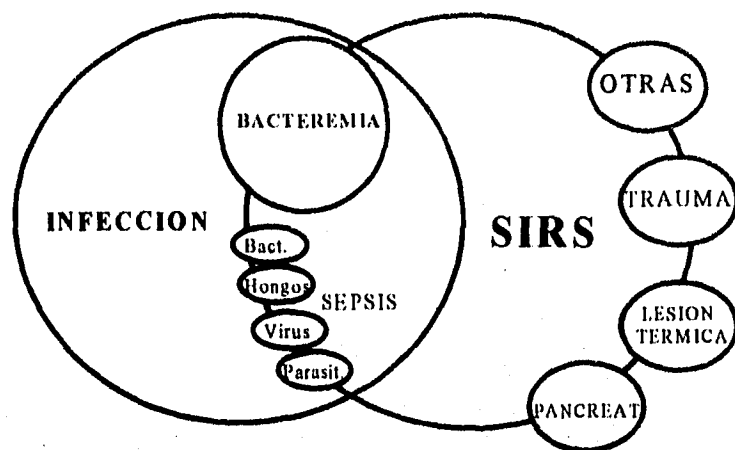 BACTEREMIA
INFECCION
Bact.
Hongos
SEPSIS
Virus
Parasit.
SIRS
OTRAS
TRAUMA
LESION
TERMICA
PANCREAT